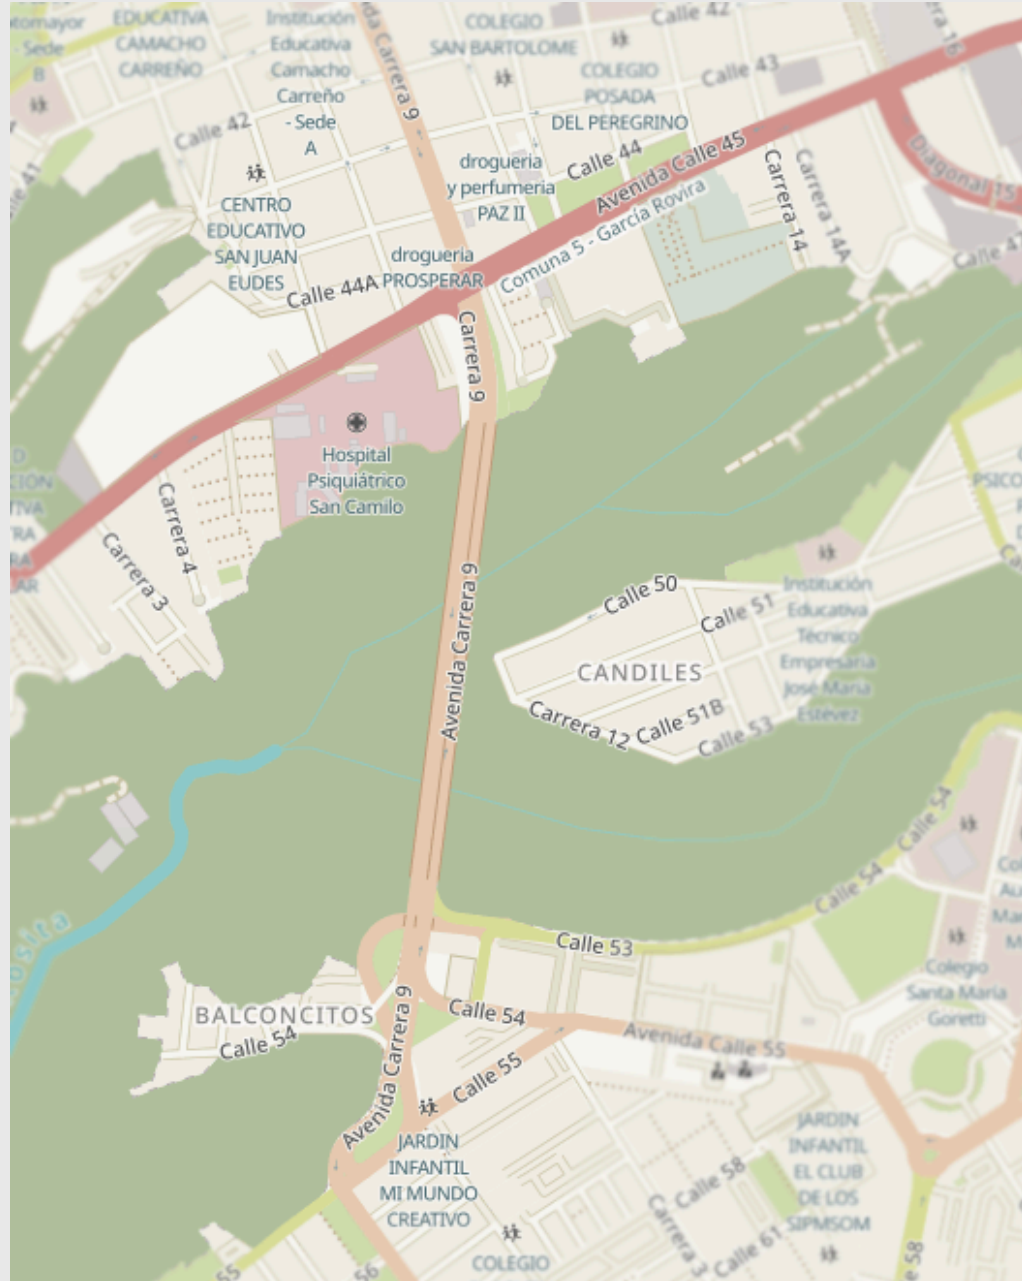 EDUCATIVA
CAMACHO
CARREÑO
Institución
Educativa
Camacho
Carreño
- Sede
A
COLEGIO
SAN BARTOLOME
Calle 42
- Sede
B
Carrera 9
Calle 43
COLEGIO
POSADA
DEL PEREGRINO
Calle 42
drogueria
y perfumeria
PAZ II
Calle 44
Avenida Calle 45
Carrera 14
Carrera 14A
Diagonal 15
CENTRO
EDUCATIVO
SAN JUAN
EUDES
drogueria
PROSPERAR
Comuna 5 - García Rovira
Calle 44A
Carrera 9
Hospital
Psiquiátrico
San Camilo
Carrera 4
Carrera 3
Avenida Carrera 9
Calle 50
Calle 51
Institución
Educativa
Técnico
Empresaria
José María
Estévez
CANDILES
Carrera 12
Calle 51B
Calle 53
Calle 54
Calle 54
Calle 53
Colegio
Santa María
Goretti
BALCONCITOS
Calle 54
Avenida Carrera 9
Calle 54
Avenida Calle 55
Calle 55
JARDIN
INFANTIL
MI MUNDO
CREATIVO
JARDIN
INFANTIL
EL CLUB
DE LOS
SIPMSOM
Calle 58
Carrera 3
Calle 61
COLEGIO